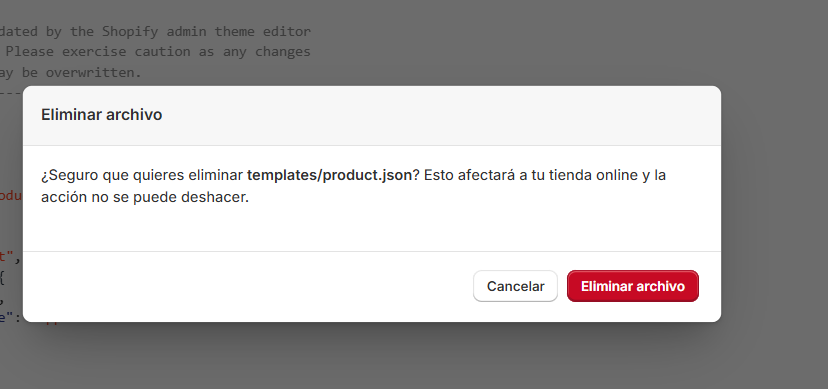 dated by the Shopify admin theme editor
Please exercise caution as any changes
ay be overwritten.
Eliminar archivo
¿Seguro que quieres eliminar templates/product.json? Esto afectará a tu tienda online y la
acción no se puede deshacer.
Cancelar Eliminar archivo